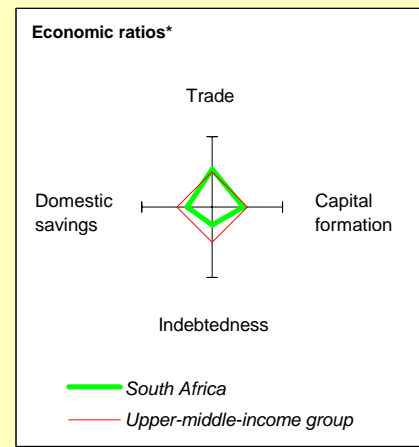 Economic ratios*
Trade
Domestic
savings
Capital
formation
Indebtedness
South Africa
Upper-middle-income group